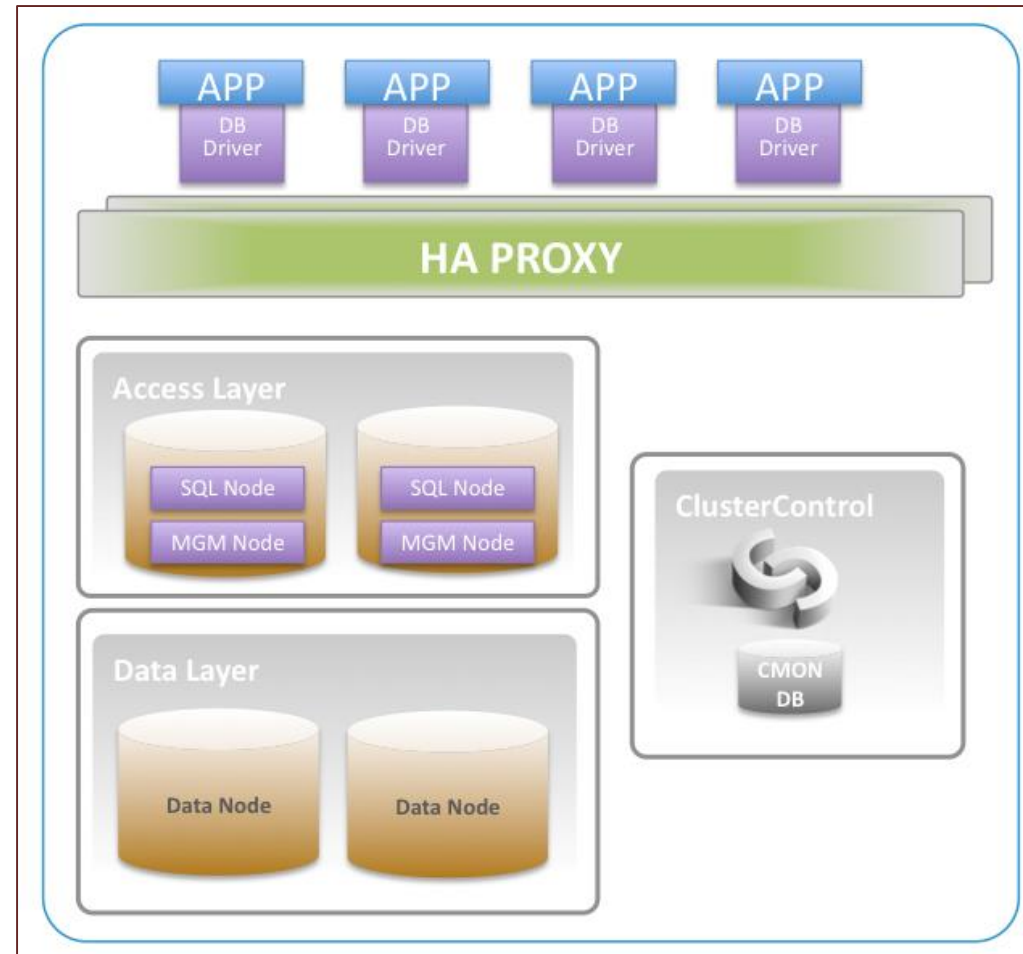 APP
DB
Driver
APP
DB
Driver
APP
DB
Driver
APP
DB
Driver
HA PROXY
Access Layer
SQL Node
MGM Node
SQL Node
MGM Node
ClusterControl
CMON
DB
Data Layer
Data Node
Data Node